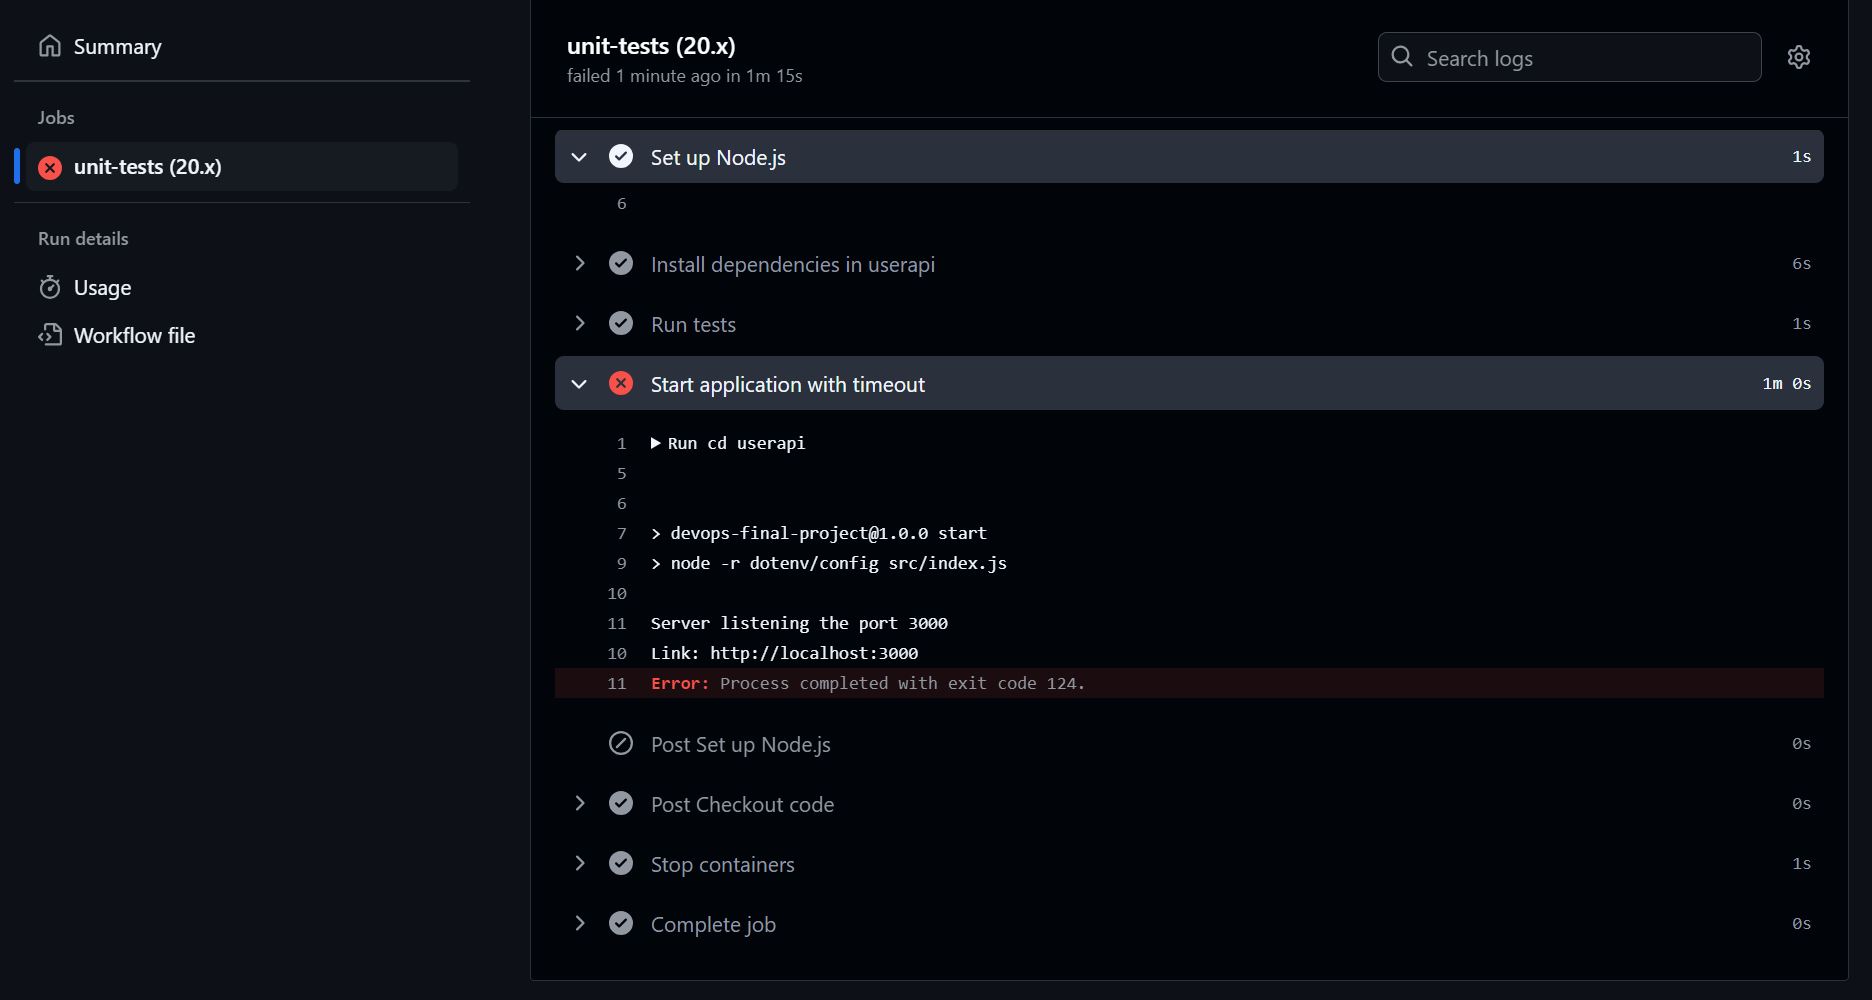 Summary
Jobs
unit-tests (20.x)
Run details
Usage
Workflow file
unit-tests (20.x)
failed 1 minute ago in 1m 15s
Search logs
Set up Node.js 1s
6
Install dependencies in userapi 6s
Run tests 1s
Start application with timeout 1m 0s
1 Run cd userapi
5
6
7 > devops-final-project@1.0.0 start
9 > node -r dotenv/config src/index.js
10
11 Server listening the port 3000
10 Link: http://localhost:3000
11 Error: Process completed with exit code 124.
Post Set up Node.js 0s
Post Checkout code 0s
Stop containers 1s
Complete job 0s